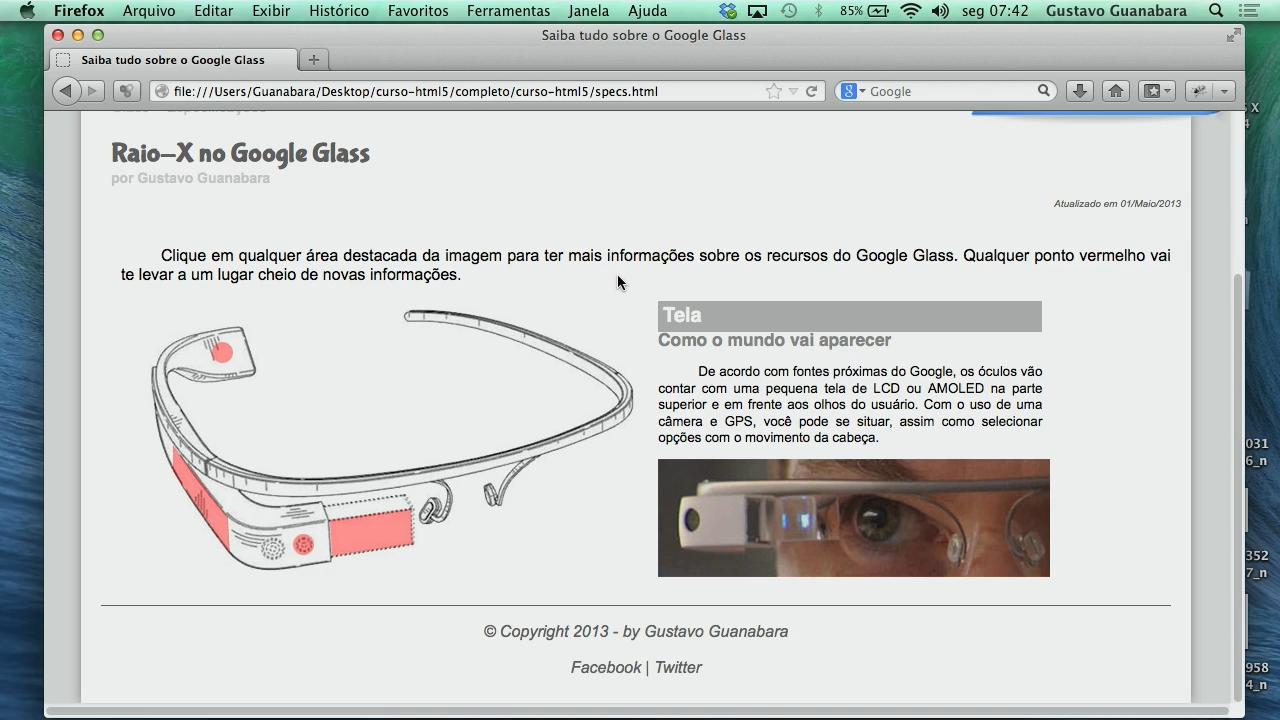 Firefox Arquivo Editar Exibir Histórico Favoritos Ferramentas Janela Ajuda 85% seg 07:42 Gustavo Guanabara
Saiba tudo sobre o Google Glass
Saiba tudo sobre o Google Glass
file:///Users/Guanabara/Desktop/curso-html5/completo/curso-html5/specs.html
Google
Raio-X no Google Glass
por Gustavo Guanabara
Atualizado em 01/Maio/2013
Clique em qualquer área destacada da imagem para ter mais informações sobre os recursos do Google Glass. Qualquer ponto vermelho vai
te levar a um lugar cheio de novas informações.
Tela
Como o mundo vai aparecer
De acordo com fontes próximas do Google, os óculos vão
contar com uma pequena tela de LCD ou AMOLED na parte
superior e em frente aos olhos do usuário. Com o uso de uma
câmera e GPS, você pode se situar, assim como selecionar
opções com o movimento da cabeça.
© Copyright 2013 - by Gustavo Guanabara
Facebook | Twitter
X
4
031
6_n
352
7_n
958
4_n